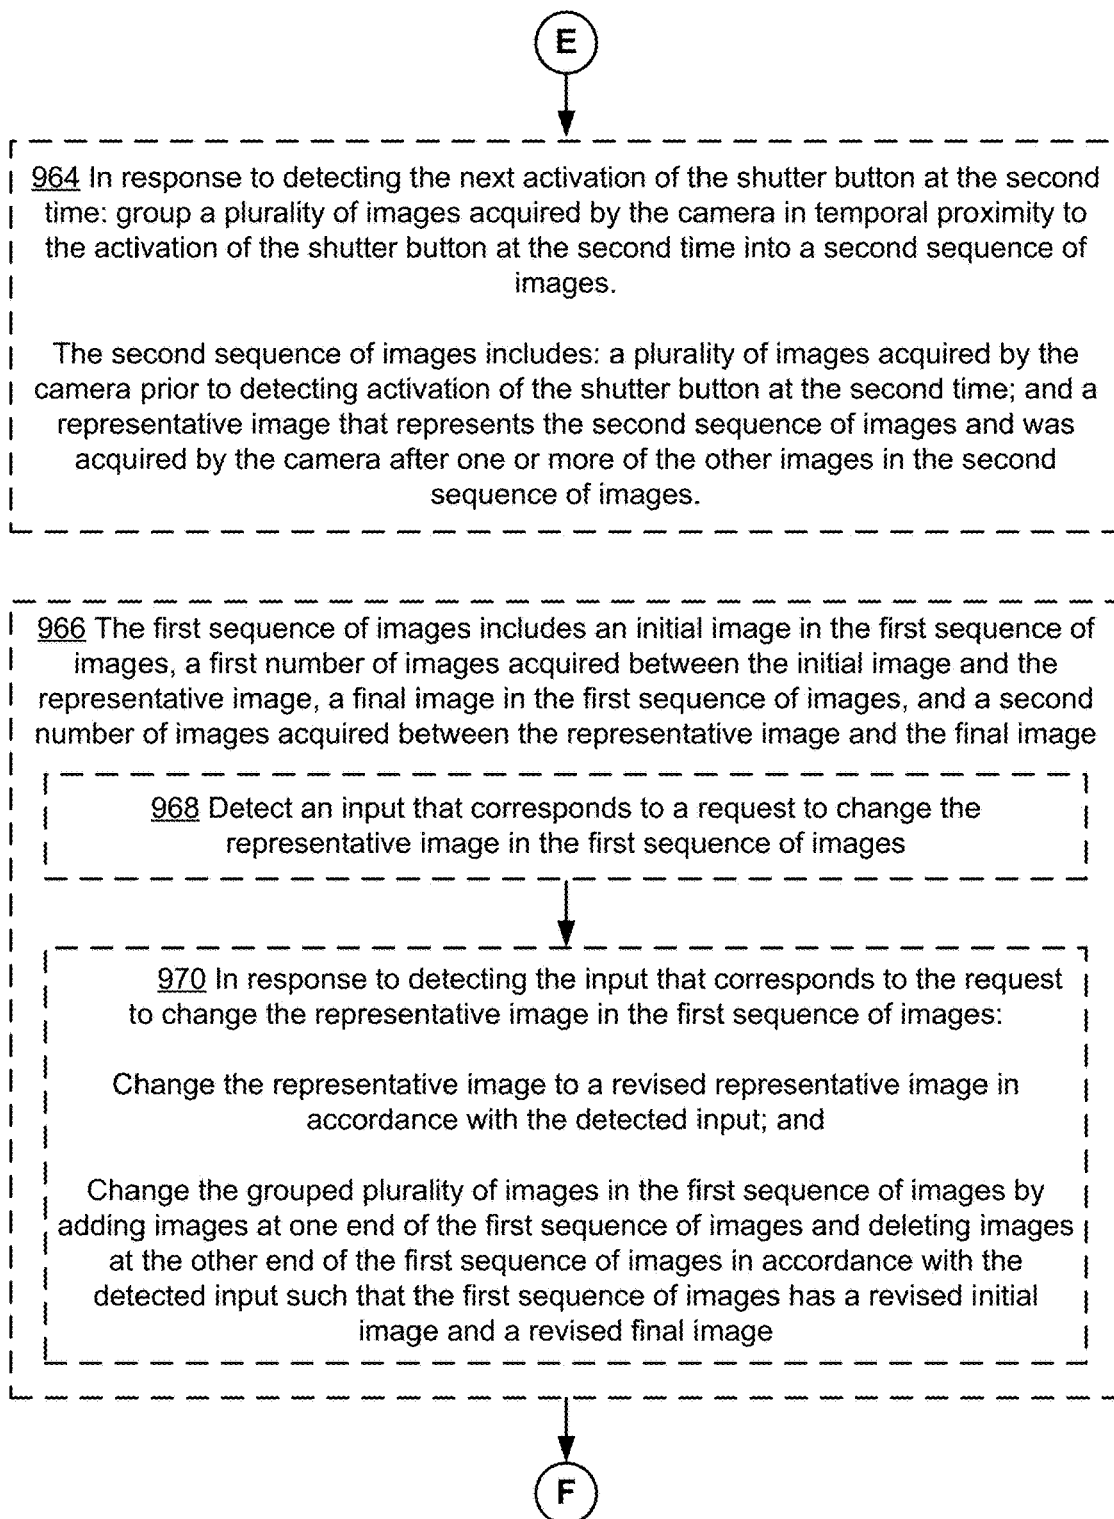 E
964 In response to detecting the next activation of the shutter button at the second
time: group a plurality of images acquired by the camera in temporal proximity to
the activation of the shutter button at the second time into a second sequence of
images.
The second sequence of images includes: a plurality of images acquired by the
camera prior to detecting activation of the shutter button at the second time; and a
representative image that represents the second sequence of images and was
acquired by the camera after one or more of the other images in the second
sequence of images.
966 The first sequence of images includes an initial image in the first sequence of
images, a first number of images acquired between the initial image and the
representative image, a final image in the first sequence of images, and a second
number of images acquired between the representative image and the final image
968 Detect an input that corresponds to a request to change the
representative image in the first sequence of images
970 In response to detecting the input that corresponds to the request
to change the representative image in the first sequence of images:
Change the representative image to a revised representative image in
accordance with the detected input; and
Change the grouped plurality of images in the first sequence of images by
adding images at one end of the first sequence of images and deleting images
at the other end of the first sequence of images in accordance with the
detected input such that the first sequence of images has a revised initial
image and a revised final image
F